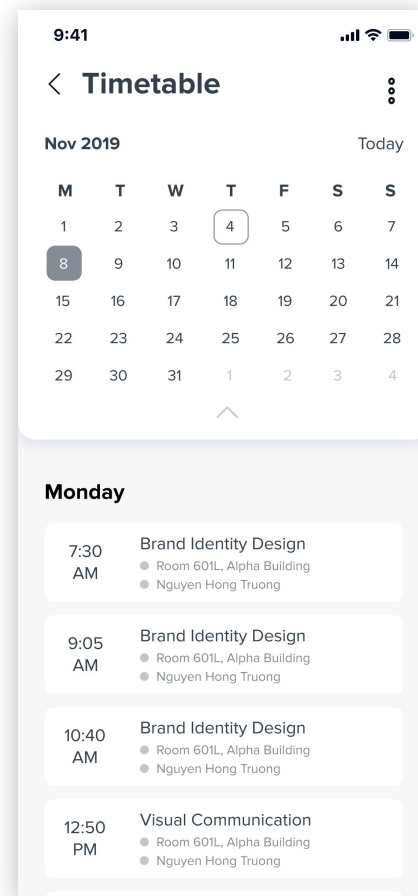 9:41
Timetable
Nov 2019 Today
M T W T F S S
1 2 3 4 5 6 7
8 9 10 11 12 13 14
15 16 17 18 19 20 21
22 23 24 25 26 27 28
29 30 31 1 2 3 4
Monday
7:30 AM
Brand Identity Design
Room 601L, Alpha Building
Nguyen Hong Truong
9:05 AM
Brand Identity Design
Room 601L, Alpha Building
Nguyen Hong Truong
10:40 AM
Brand Identity Design
Room 601L, Alpha Building
Nguyen Hong Truong
12:50 PM
Visual Communication
Room 601L, Alpha Building
Nguyen Hong Truong